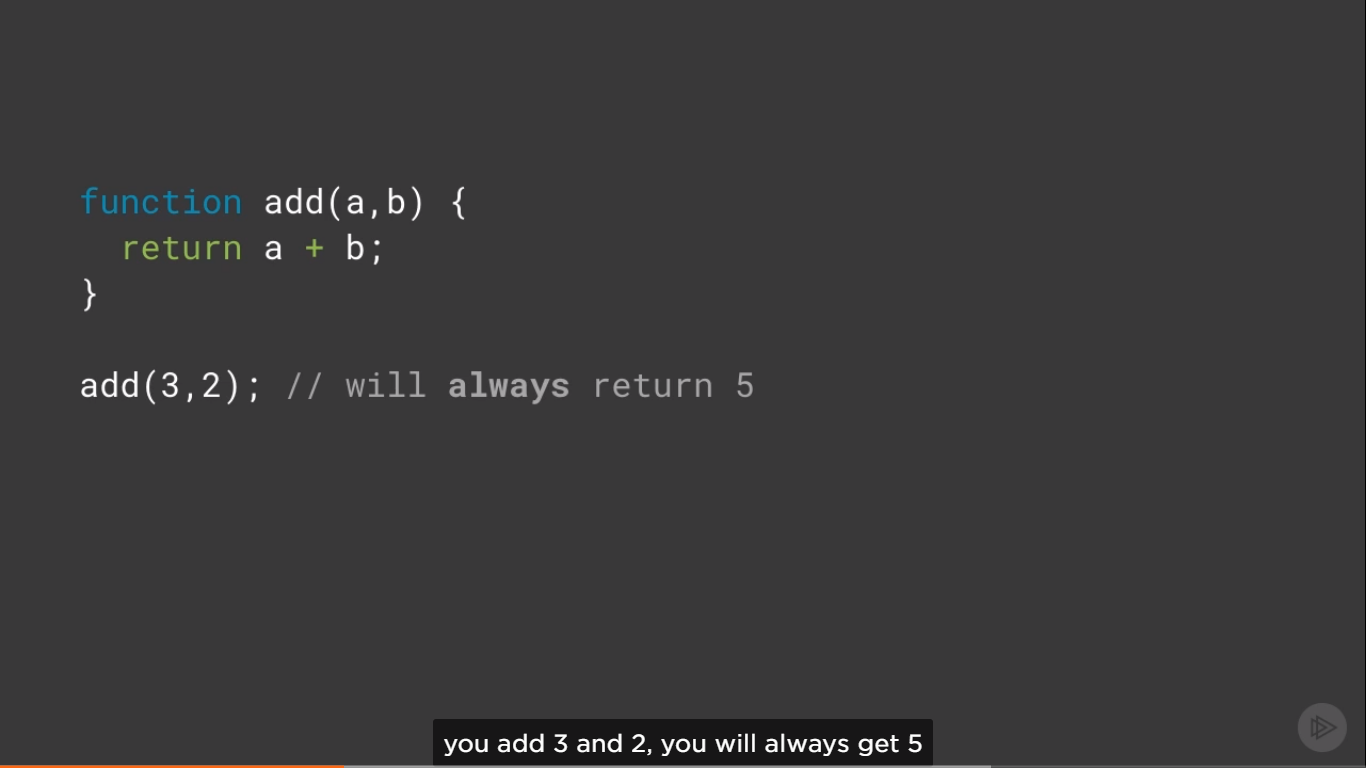 function add(a,b) {
  return a + b;
}
add(3,2); // will always return 5
you add 3 and 2, you will always get 5